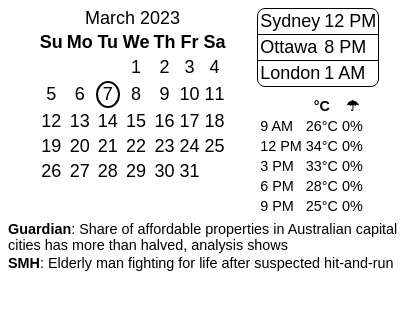 March 2023
Su Mo Tu We Th Fr Sa
1 2 3 4
5 6 7 8 9 10 11
12 13 14 15 16 17 18
19 20 21 22 23 24 25
26 27 28 29 30 31
Sydney 12 PM
Ottawa 8 PM
London 1 AM
°C ☂
9 AM 26°C 0%
12 PM 34°C 0%
3 PM 33°C 0%
6 PM 28°C 0%
9 PM 25°C 0%
Guardian: Share of affordable properties in Australian capital
cities has more than halved, analysis shows
SMH: Elderly man fighting for life after suspected hit-and-run